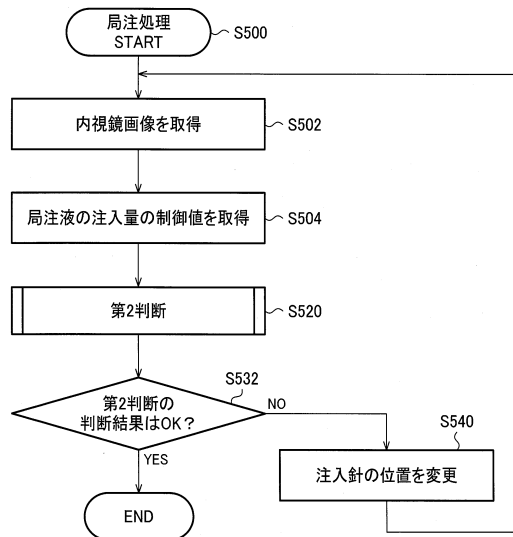 局注処理
START
S500
内視鏡画像を取得
S502
局注液の注入量の制御値を取得
S504
第2判断
S520
S532
第2判断の
判断結果はOK?
NO
YES
S540
注入針の位置を変更
END